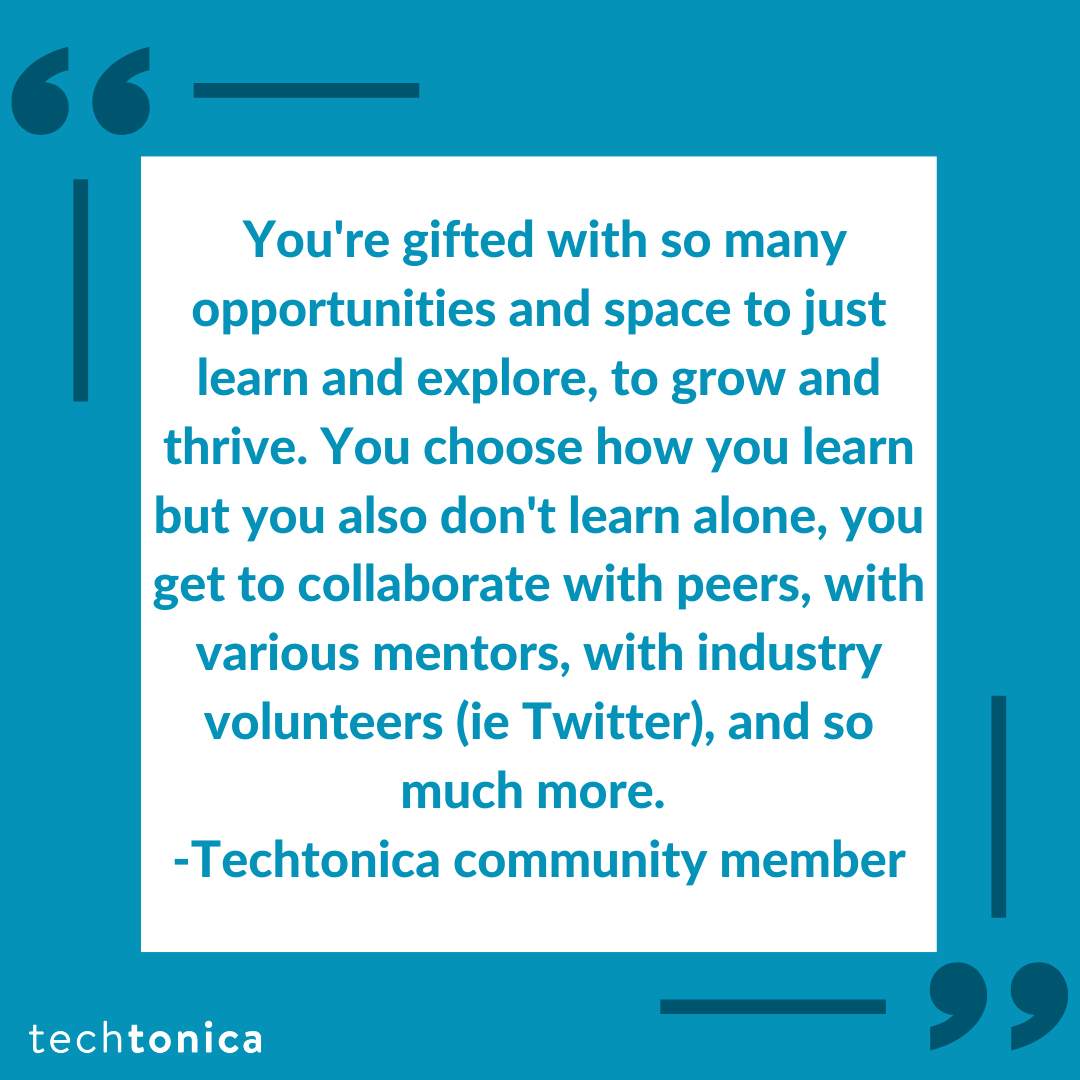 You're gifted with so many
opportunities and space to just
learn and explore, to grow and
thrive. You choose how you learn
but you also don't learn alone, you
get to collaborate with peers, with
various mentors, with industry
volunteers (ie Twitter), and so
much more.
-Techtonica community member
techtonica